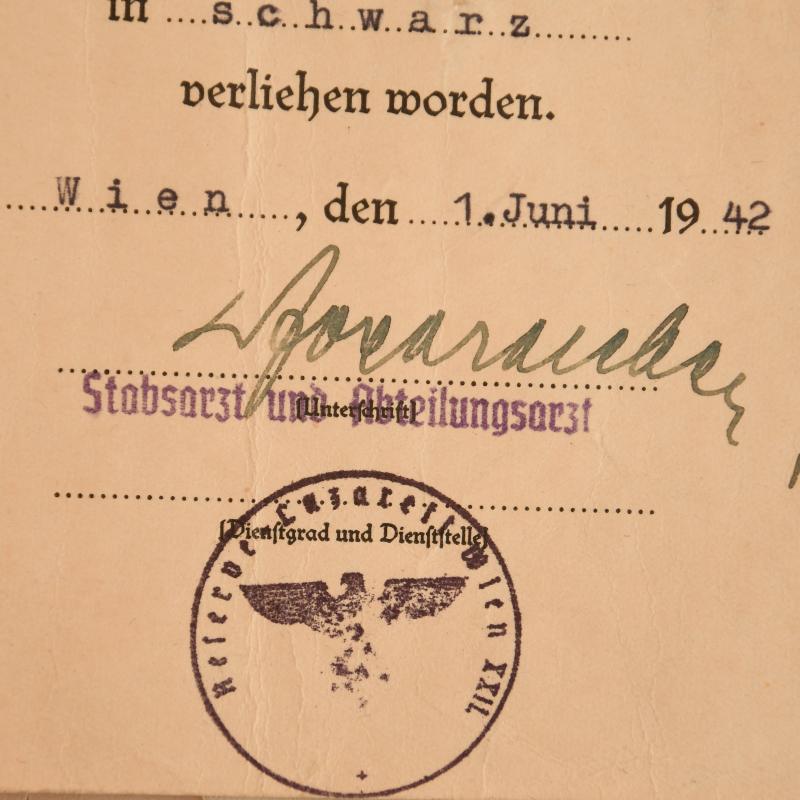 in ....s..c..h..w..a..r..z..........
verliehen worden.
.....W..i..e..n......, den ....1.Juni.....19..42
Stabsarzt und Abteilungsarzt
[Unterschrift]
[Dienstgrad und Dienststelle]
Reserve-Lazarett Wien XXII